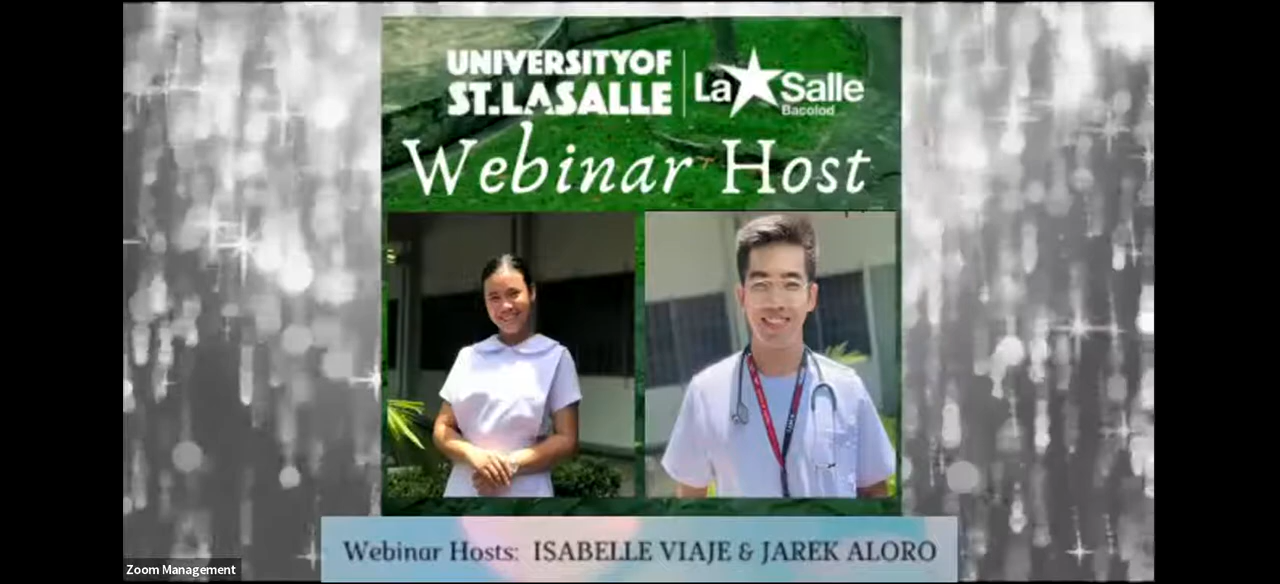 UNIVERSITYOF
ST.LASALLE
La Salle
Bacolod
Webinar Host
Webinar Hosts: ISABELLE VIAJE & JAREK ALORO
Zoom Management